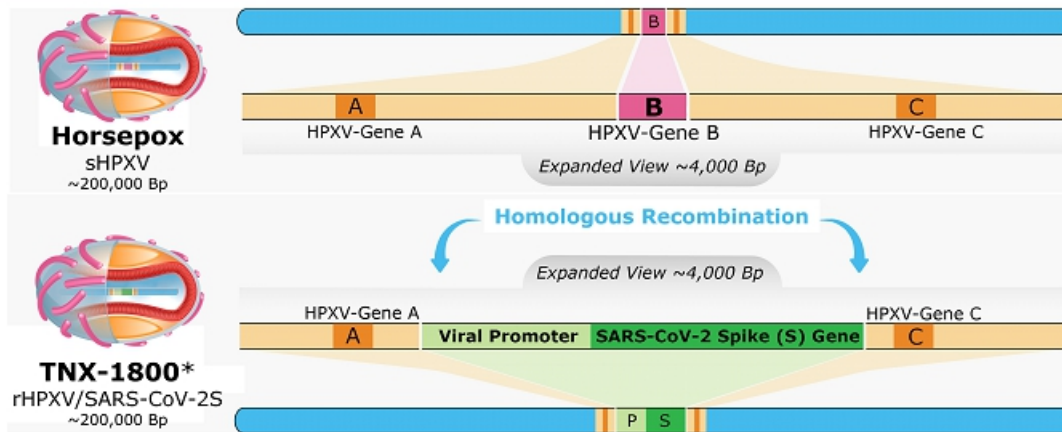 B
A
B
C
Horsepox
sHPXV
~200,000 Bp
HPXV-Gene A
HPXV-Gene B
HPXV-Gene C
Expanded View ~4,000 Bp
Homologous Recombination
Expanded View ~4,000 Bp
HPXV-Gene A
HPXV-Gene C
A
Viral Promoter
SARS-CoV-2 Spike (S) Gene
C
TNX-1800*
rHPXV/SARS-CoV-2S
~200,000 Bp
P
S